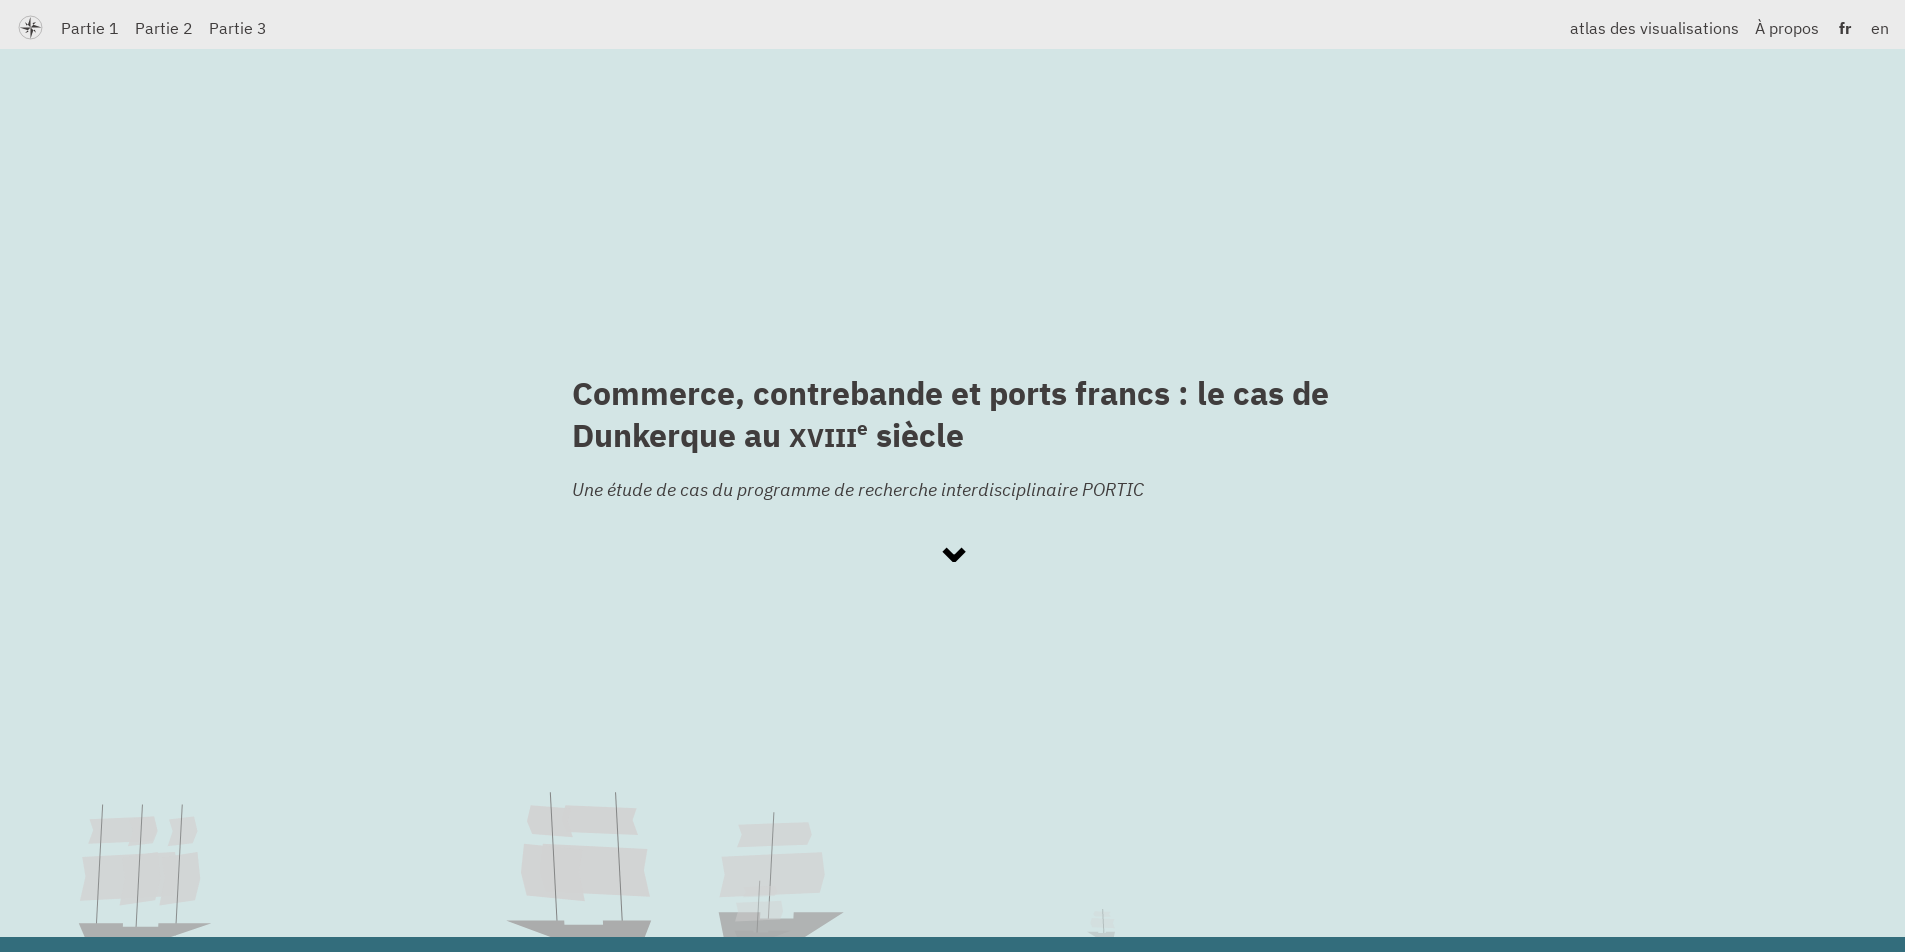 Partie 1 Partie 2 Partie 3 atlas des visualisations À propos fr en
Commerce, contrebande et ports francs : le cas de
Dunkerque au XVIIIe siècle
Une étude de cas du programme de recherche interdisciplinaire PORTIC